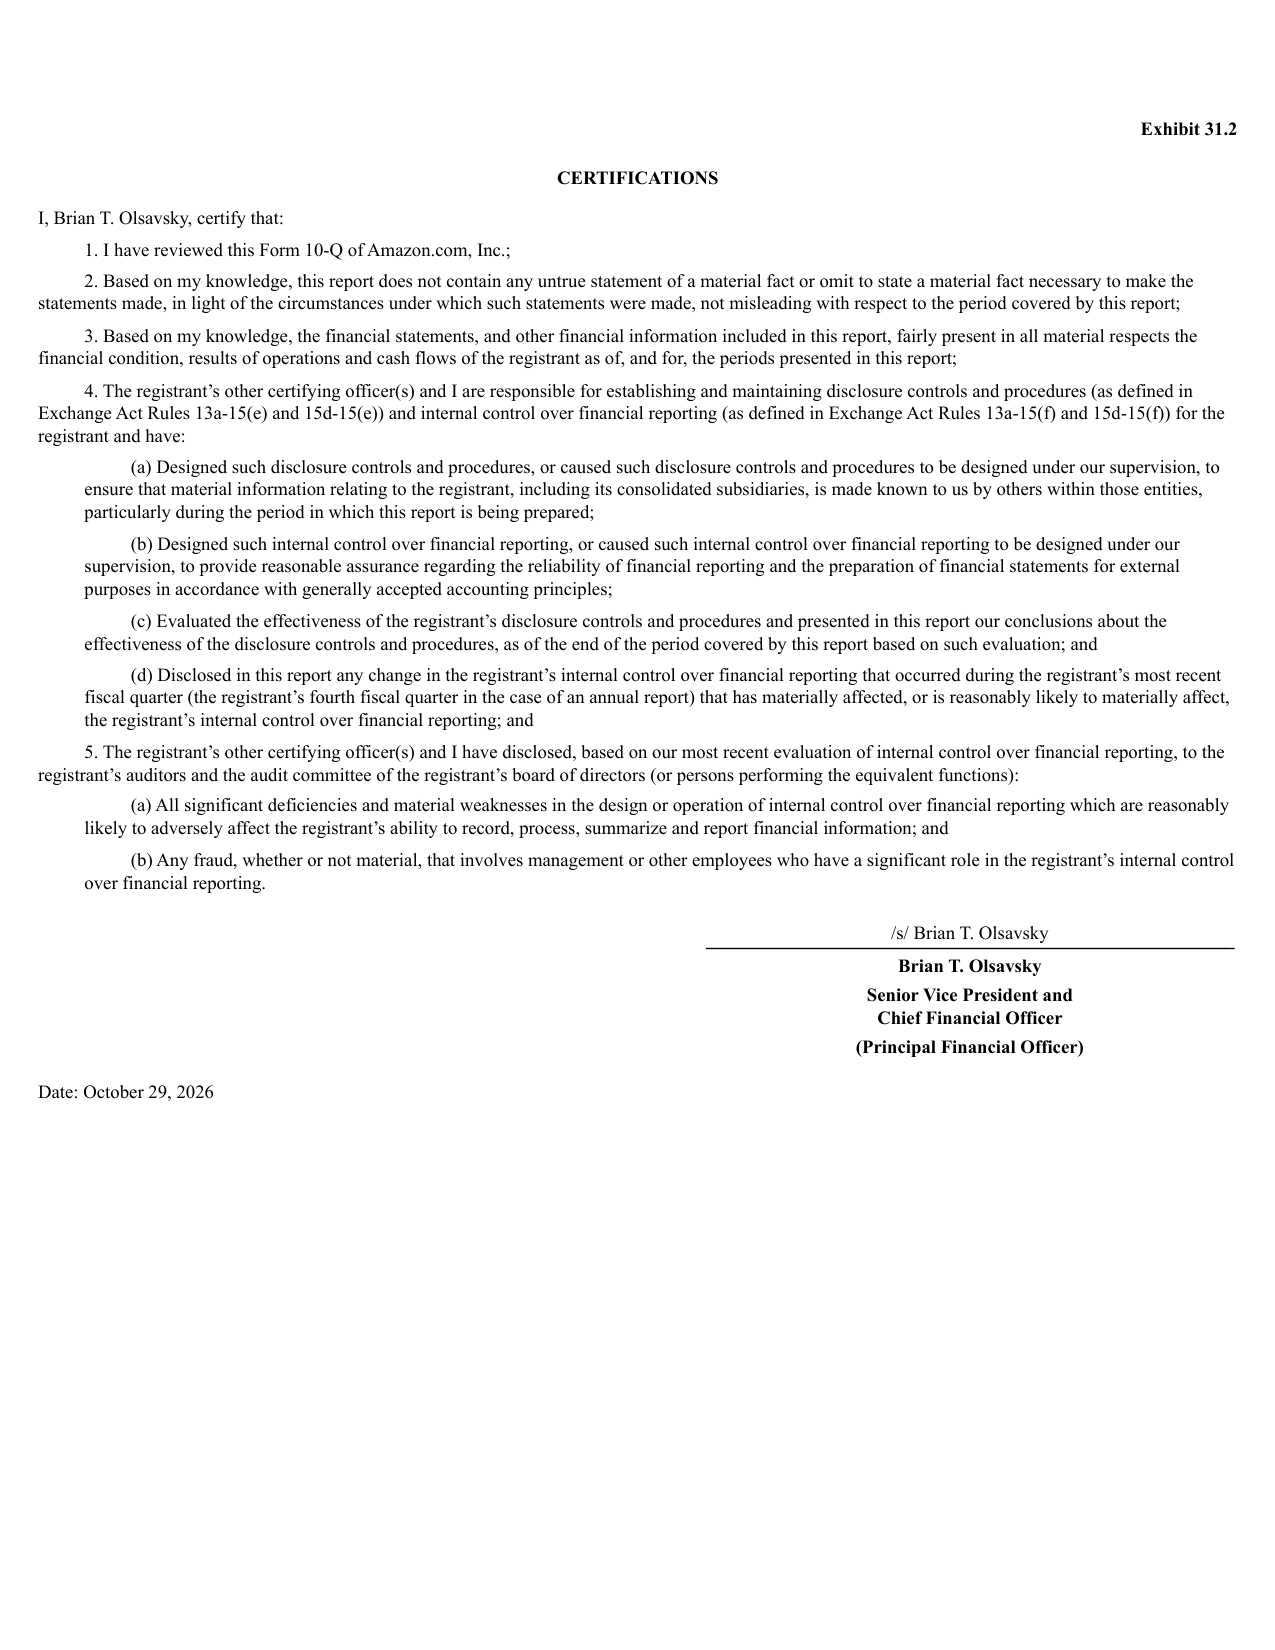 Exhibit 31.2
CERTIFICATIONS
I, Brian T. Olsavsky, certify that:
1. I have reviewed this Form 10-Q of Amazon.com, Inc.;
2. Based on my knowledge, this report does not contain any untrue statement of a material fact or omit to state a material fact necessary to make the
statements made, in light of the circumstances under which such statements were made, not misleading with respect to the period covered by this report;
3. Based on my knowledge, the financial statements, and other financial information included in this report, fairly present in all material respects the
financial condition, results of operations and cash flows of the registrant as of, and for, the periods presented in this report;
4. The registrant’s other certifying officer(s) and I are responsible for establishing and maintaining disclosure controls and procedures (as defined in
Exchange Act Rules 13a-15(e) and 15d-15(e)) and internal control over financial reporting (as defined in Exchange Act Rules 13a-15(f) and 15d-15(f)) for the
registrant and have:
(a) Designed such disclosure controls and procedures, or caused such disclosure controls and procedures to be designed under our supervision, to
ensure that material information relating to the registrant, including its consolidated subsidiaries, is made known to us by others within those entities,
particularly during the period in which this report is being prepared;
(b) Designed such internal control over financial reporting, or caused such internal control over financial reporting to be designed under our
supervision, to provide reasonable assurance regarding the reliability of financial reporting and the preparation of financial statements for external
purposes in accordance with generally accepted accounting principles;
(c) Evaluated the effectiveness of the registrant’s disclosure controls and procedures and presented in this report our conclusions about the
effectiveness of the disclosure controls and procedures, as of the end of the period covered by this report based on such evaluation; and
(d) Disclosed in this report any change in the registrant’s internal control over financial reporting that occurred during the registrant’s most recent
fiscal quarter (the registrant’s fourth fiscal quarter in the case of an annual report) that has materially affected, or is reasonably likely to materially affect,
the registrant’s internal control over financial reporting; and
5. The registrant’s other certifying officer(s) and I have disclosed, based on our most recent evaluation of internal control over financial reporting, to the
registrant’s auditors and the audit committee of the registrant’s board of directors (or persons performing the equivalent functions):
(a) All significant deficiencies and material weaknesses in the design or operation of internal control over financial reporting which are reasonably
likely to adversely affect the registrant’s ability to record, process, summarize and report financial information; and
(b) Any fraud, whether or not material, that involves management or other employees who have a significant role in the registrant’s internal control
over financial reporting.
/s/ Brian T. Olsavsky
Brian T. Olsavsky
Senior Vice President and
Chief Financial Officer
(Principal Financial Officer)
Date: October 29, 2026